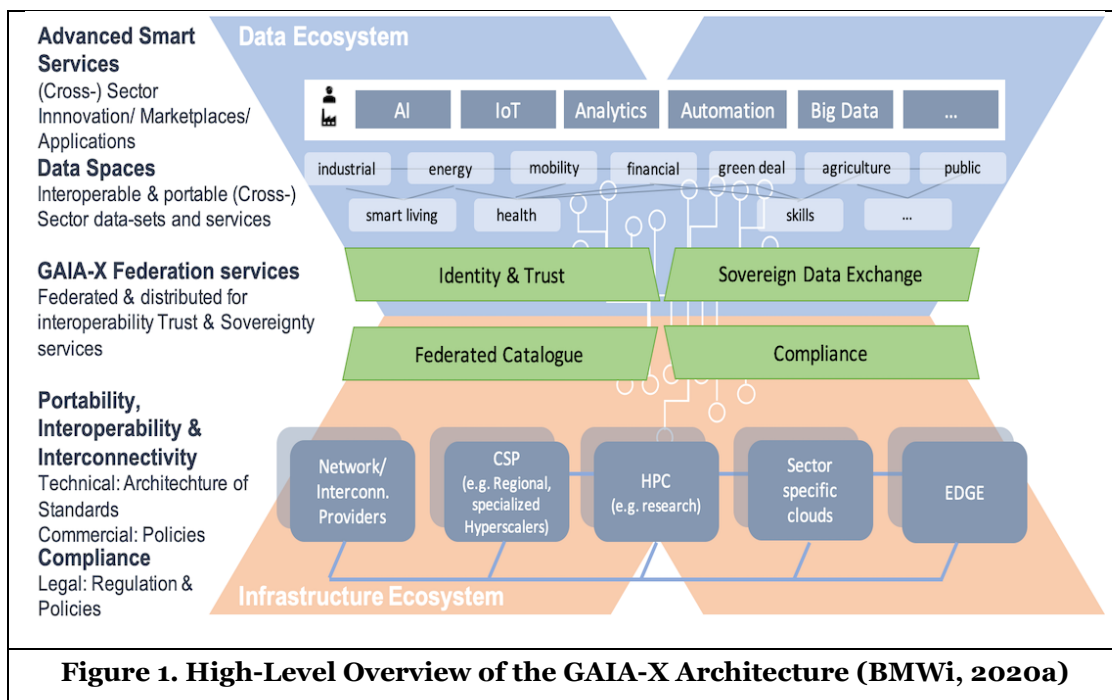 Advanced Smart
Services
(Cross-) Sector
Innnovation/ Marketplaces/
Applications
Data Spaces
Interoperable & portable (Cross-)
Sector data-sets and services
GAIA-X Federation services
Federated & distributed for
interoperability Trust & Sovereignty
services
Portability,
Interoperability &
Interconnectivity
Technical: Architechture of
Standards
Commercial: Policies
Compliance
Legal: Regulation &
Policies
Data Ecosystem
AI
IoT
Analytics
Automation
Big Data
...
industrial
energy
mobility
financial
green deal
agriculture
public
smart living
health
skills
...
Identity & Trust
Sovereign Data Exchange
Federated Catalogue
Compliance
Network/
Interconn.
Providers
CSP
(e.g. Regional,
specialized
Hyperscalers)
HPC
(e.g. research)
Sector
specific
clouds
EDGE
Infrastructure Ecosystem
Figure 1. High-Level Overview of the GAIA-X Architecture (BMWi, 2020a)